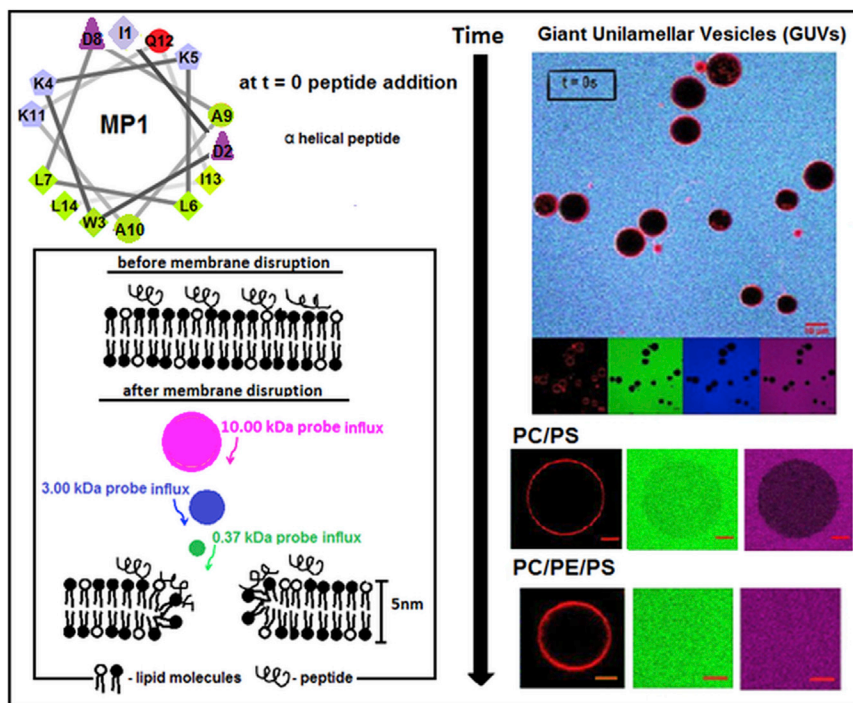 D8
I1
Q12
K5
K4
K11
MP1
A9
D2
I13
L7
L14
W3
A10
L6
at t = 0 peptide addition
α helical peptide
before membrane disruption
after membrane disruption
10.00 kDa probe influx
3.00 kDa probe influx
0.37 kDa probe influx
5nm
- lipid molecules
- peptide
Time
Giant Unilamellar Vesicles (GUVs)
t = 0s
PC/PS
PC/PE/PS